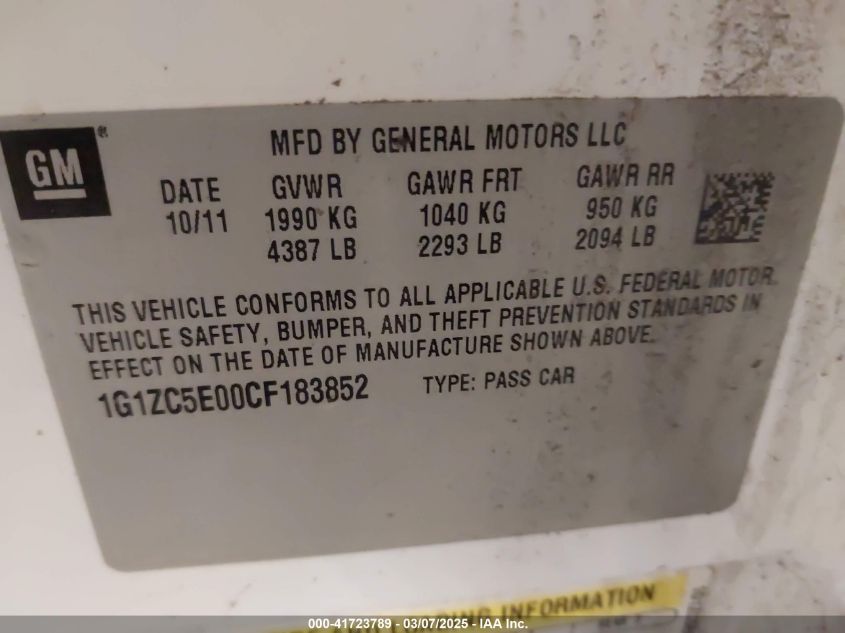 MFD BY GENERAL MOTORS LLC
GM®
DATE GVWR GAWR FRT GAWR RR
10/11 1990 KG 1040 KG 950 KG
4387 LB 2293 LB 2094 LB
THIS VEHICLE CONFORMS TO ALL APPLICABLE U.S. FEDERAL MOTOR
VEHICLE SAFETY, BUMPER, AND THEFT PREVENTION STANDARDS IN
EFFECT ON THE DATE OF MANUFACTURE SHOWN ABOVE.
1G1ZC5E00CF183852 TYPE: PASS CAR
AND LOADING INFORMATION
000-41723789 - 03/07/2025 - IAA Inc.